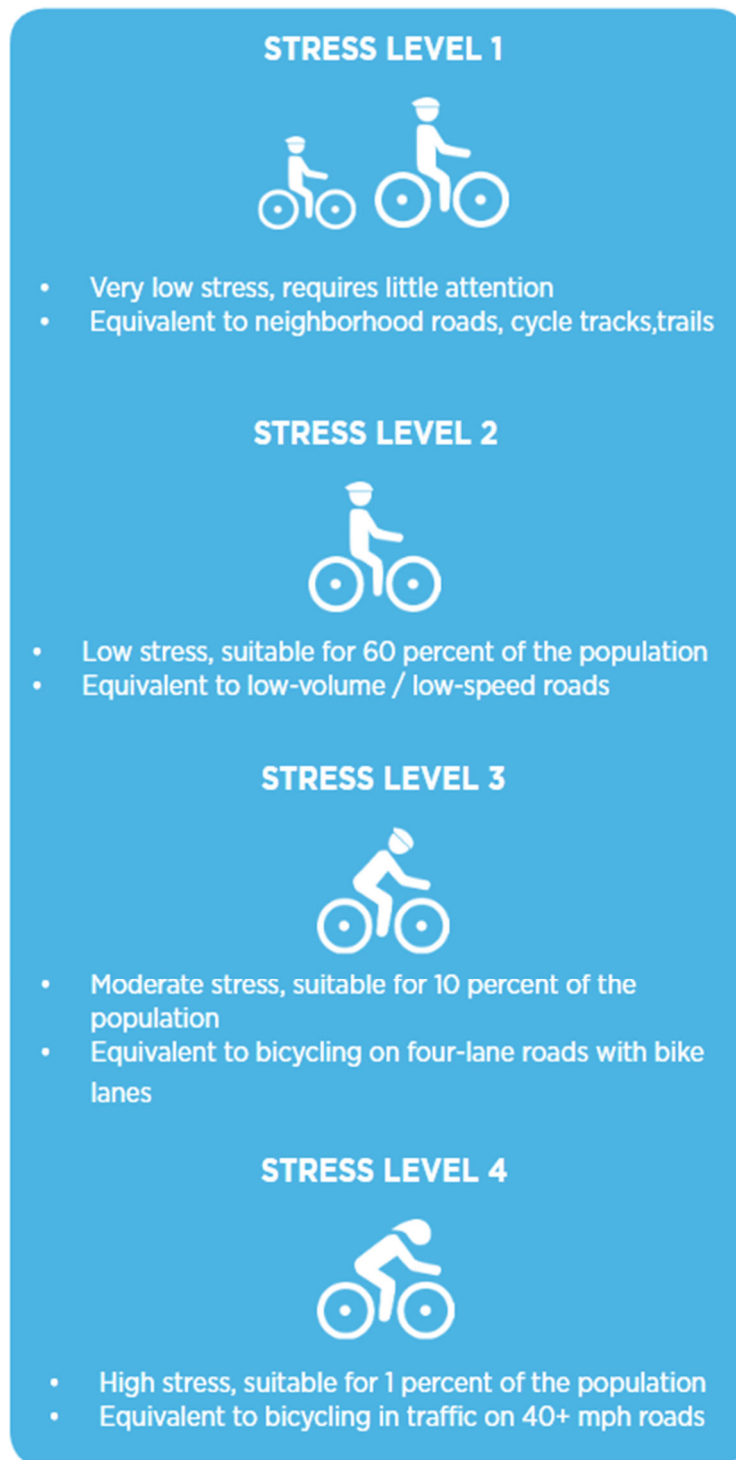 STRESS LEVEL 1
• Very low stress, requires little attention
• Equivalent to neighborhood roads, cycle tracks,trails
STRESS LEVEL 2
• Low stress, suitable for 60 percent of the population
• Equivalent to low-volume / low-speed roads
STRESS LEVEL 3
• Moderate stress, suitable for 10 percent of the
population
• Equivalent to bicycling on four-lane roads with bike
lanes
STRESS LEVEL 4
• High stress, suitable for 1 percent of the population
• Equivalent to bicycling in traffic on 40+ mph roads